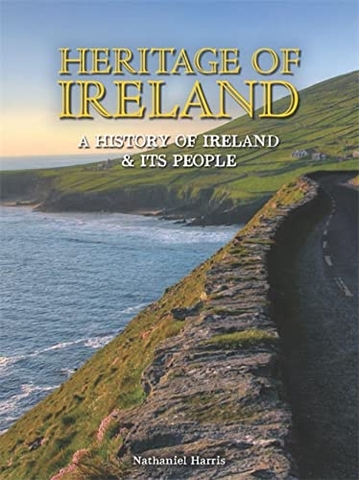 HERITAGE OF
IRELAND
A HISTORY OF IRELAND
& ITS PEOPLE
Nathaniel Harris